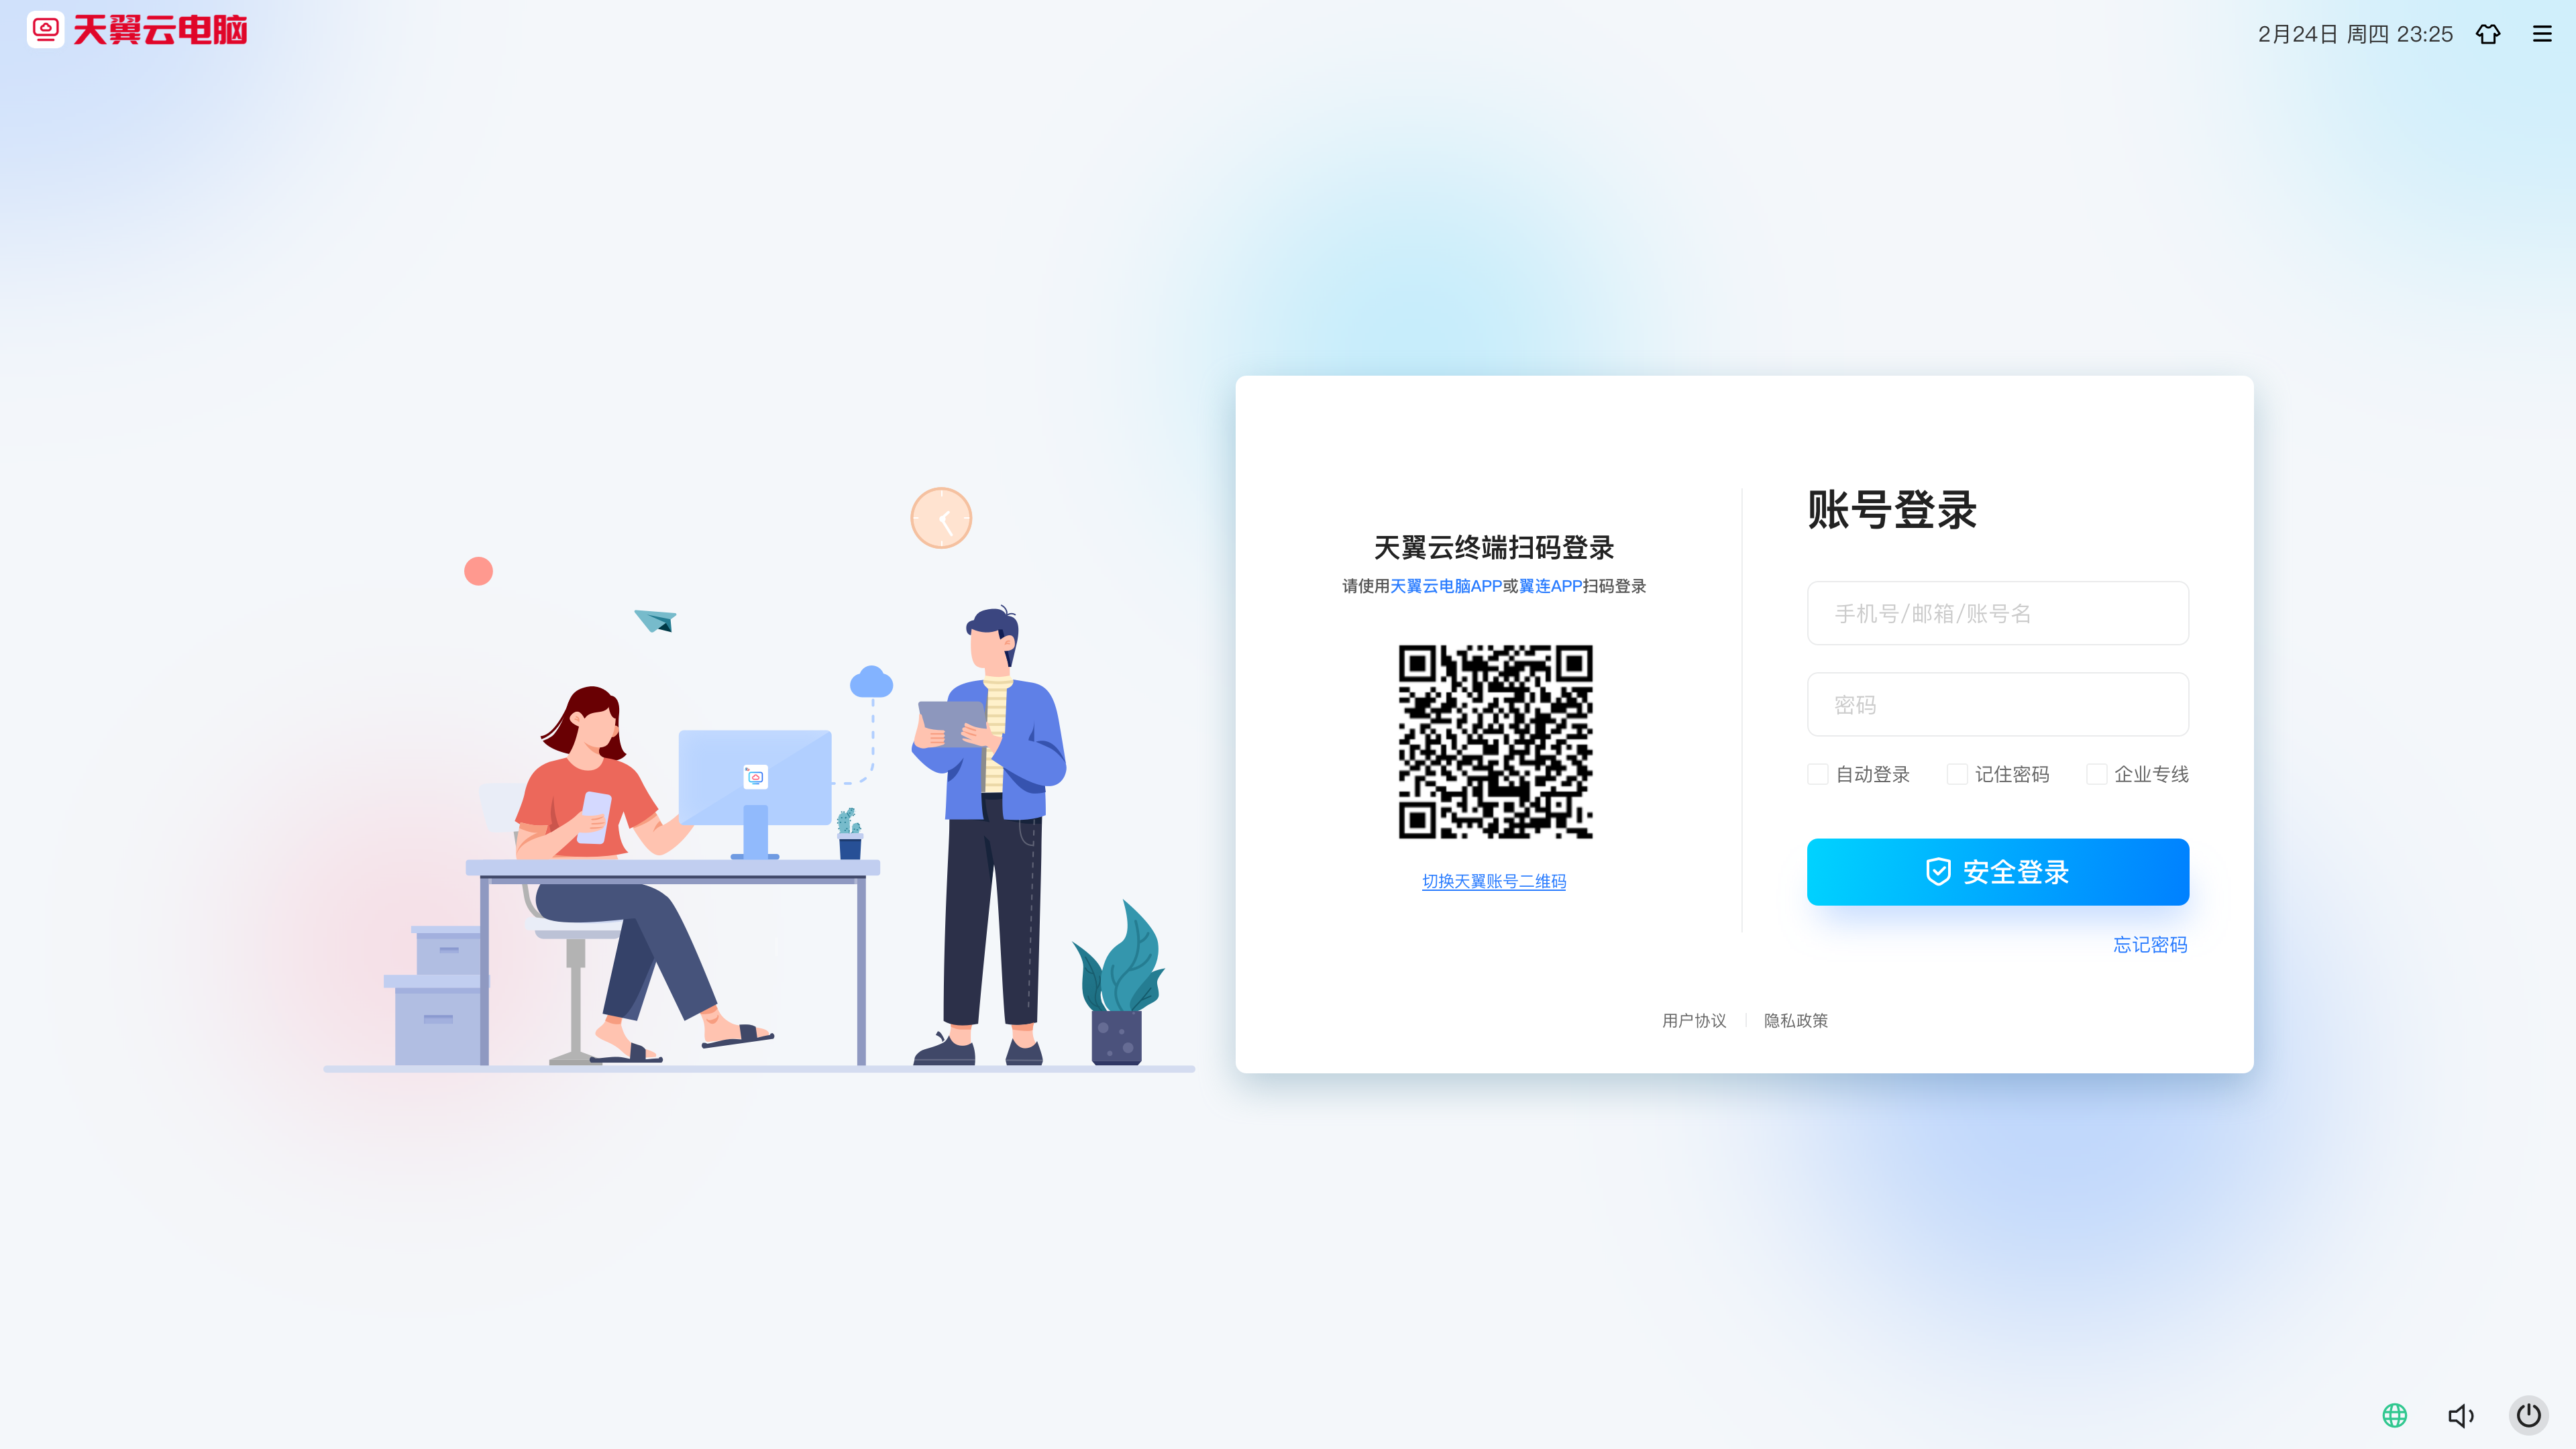 天翼云电脑
2月24日 周四 23:25
天翼云终端扫码登录
请使用天翼云电脑APP或翼连APP扫码登录
切换天翼账号二维码
账号登录
手机号/邮箱/账号名
密码
自动登录 记住密码 企业专线
安全登录
忘记密码
用户协议 隐私政策